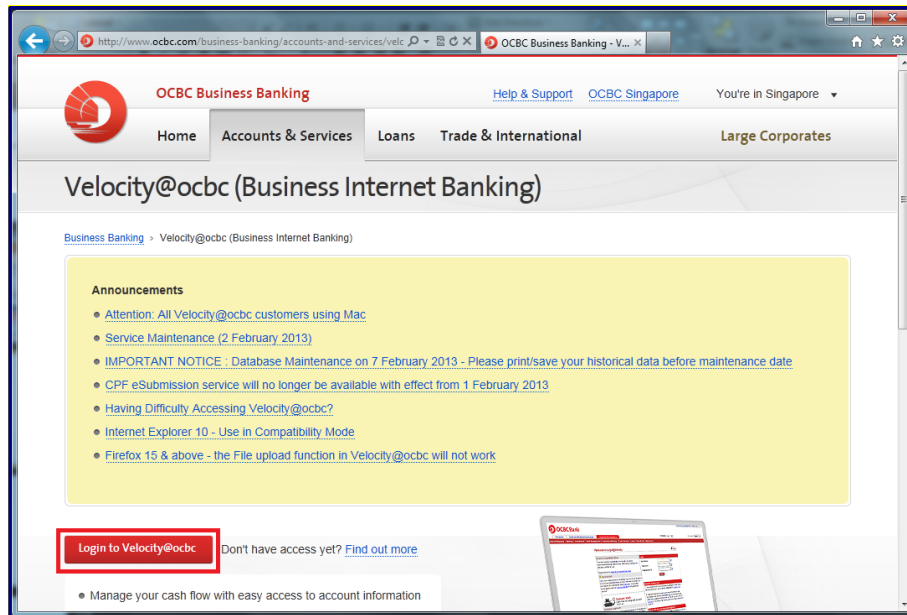 http://www.ocbc.com/business-banking/accounts-and-services/velc
OCBC Business Banking - V...
OCBC Business Banking
Help & Support
OCBC Singapore
You're in Singapore
Home
Accounts & Services
Loans
Trade & International
Large Corporates
Velocity@ocbc (Business Internet Banking)
Business Banking > Velocity@ocbc (Business Internet Banking)
Announcements
Attention: All Velocity@ocbc customers using Mac
Service Maintenance (2 February 2013)
IMPORTANT NOTICE : Database Maintenance on 7 February 2013 - Please print/save your historical data before maintenance date
CPF eSubmission service will no longer be available with effect from 1 February 2013
Having Difficulty Accessing Velocity@ocbc?
Internet Explorer 10 - Use in Compatibility Mode
Firefox 15 & above - the File upload function in Velocity@ocbc will not work
Login to Velocity@ocbc
Don't have access yet? Find out more
OCBC Bank
Manage your cash flow with easy access to account information